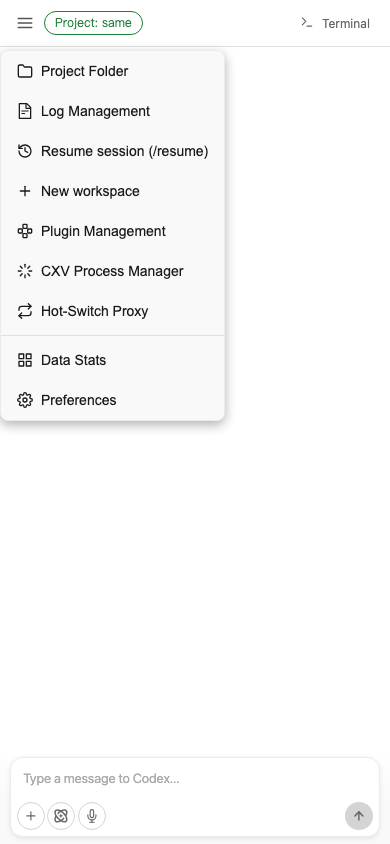 Project: same
Terminal
Project Folder
Log Management
Resume session (/resume)
New workspace
Plugin Management
CXV Process Manager
Hot-Switch Proxy
Data Stats
Preferences
Type a message to Codex...